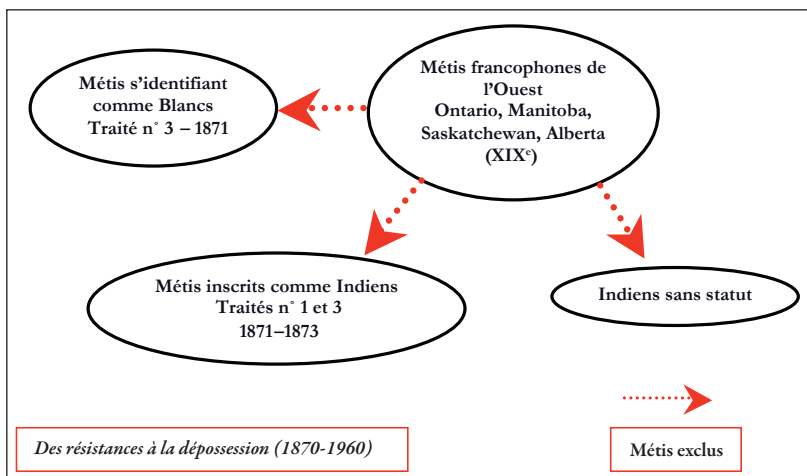 Métis s’identifiant
comme Blancs
Traité n° 3 – 1871
Métis francophones de
l’Ouest
Ontario, Manitoba,
Saskatchewan, Alberta
(XIXᵉ)
Métis inscrits comme Indiens
Traités n° 1 et 3
1871–1873
Indiens sans statut
Des résistances à la dépossession (1870-1960)
Métis exclus